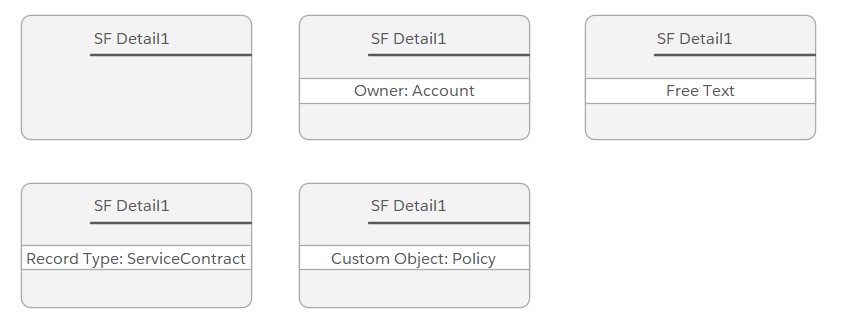 SF Detail1
SF Detail1
Owner: Account
SF Detail1
Free Text
SF Detail1
Record Type: ServiceContract
SF Detail1
Custom Object: Policy